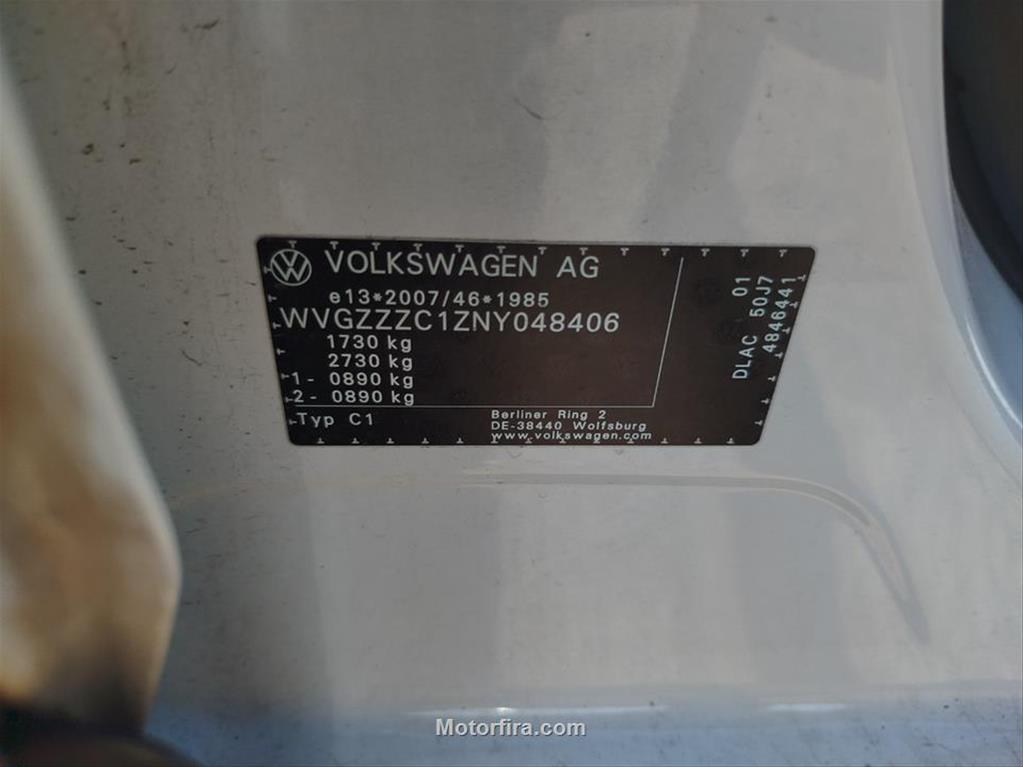 VOLKSWAGEN AG
e13*2007/46*1985
WVGZZZC1ZNY048406
1730 kg
2730 kg
1- 0890 kg
2- 0890 kg
Typ C1
Berliner Ring 2
DE-38440 Wolfsburg
www.volkswagen.com
DLAC 50J7 01
4846441
Motorfira.com